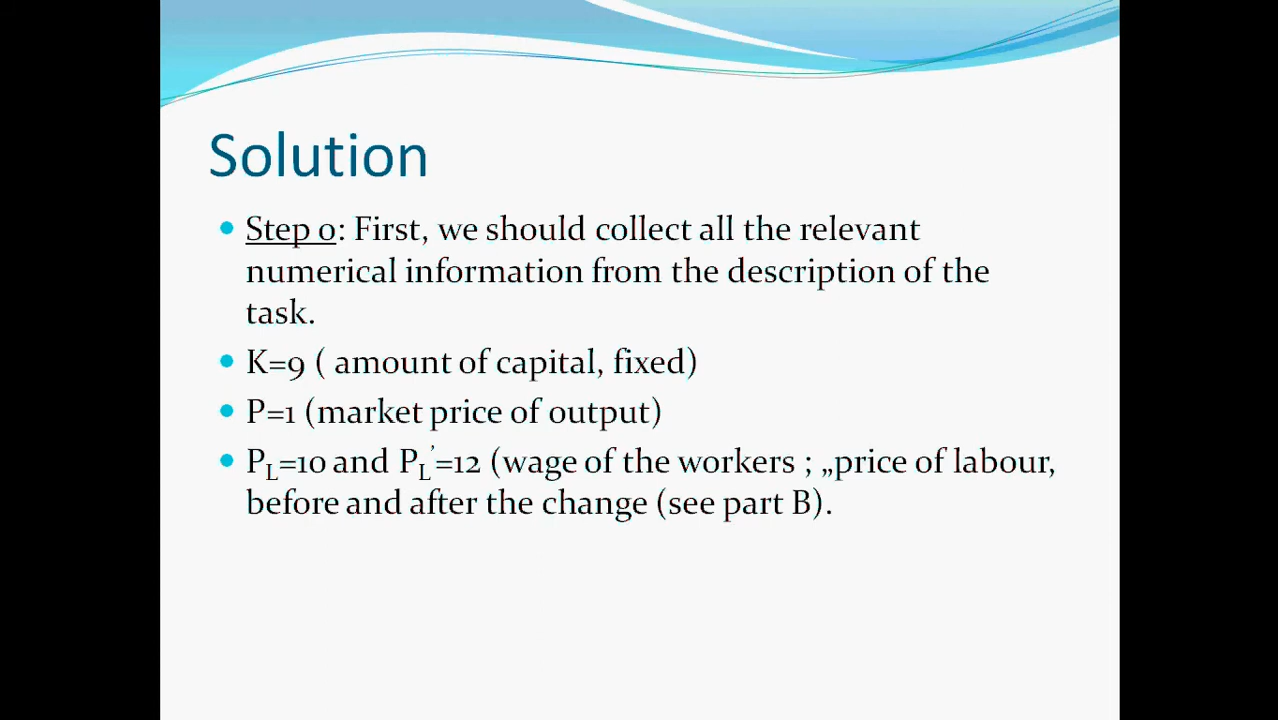 Solution
Step 0: First, we should collect all the relevant
numerical information from the description of the
task.
K=9 ( amount of capital, fixed)
P=1 (market price of output)
PL=10 and PL'=12 (wage of the workers ; „price of labour,
before and after the change (see part B).